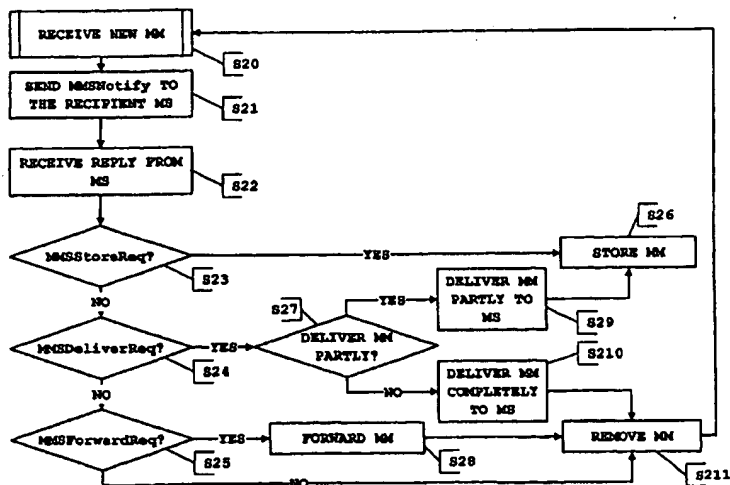 RECEIVE NEW MM
S20
SEND MMSNotify TO
THE RECIPIENT MS
S21
RECEIVE REPLY FROM
MS
S22
S26
MMSStoreReq?
YES
STORE MM
S23
NO
S27
YES
DELIVER MM
PARTLY TO
MS
S29
MMSDeliverReq?
YES
DELIVER MM
PARTLY?
S24
S210
NO
NO
DELIVER MM
COMPLETELY
TO MS
MMSForwardReq?
YES
FORWARD MM
REMOVE MM
S25
S28
NO
S211